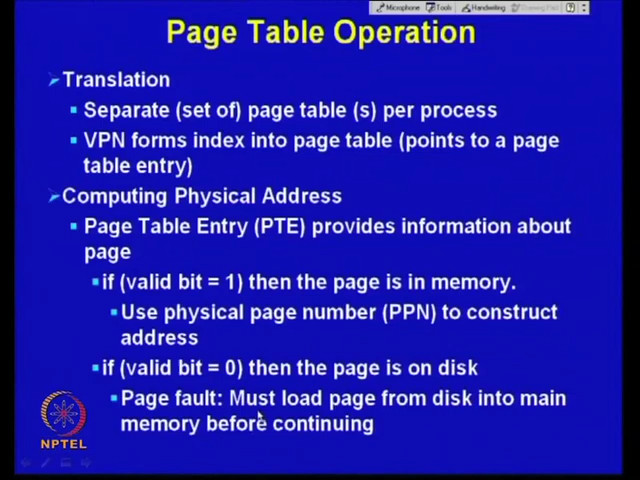 Microphone Tools Handwriting
Page Table Operation
Translation
Separate (set of) page table (s) per process
VPN forms index into page table (points to a page
table entry)
Computing Physical Address
Page Table Entry (PTE) provides information about
page
if (valid bit = 1) then the page is in memory.
Use physical page number (PPN) to construct
address
if (valid bit = 0) then the page is on disk
Page fault: Must load page from disk into main
memory before continuing
NPTEL